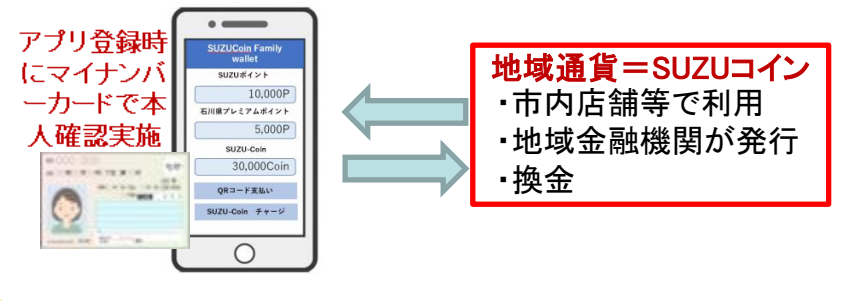 アプリ登録時
にマイナンバ
ーカードで本
人確認実施
SUZUCoin Family
wallet
SUZUポイント
10,000P
石川県プレミアムポイント
5,000P
SUZU-Coin
30,000Coin
QRコード支払い
SUZU-Coin チャージ
地域通貨＝SUZUコイン
・市内店舗等で利用
・地域金融機関が発行
・換金